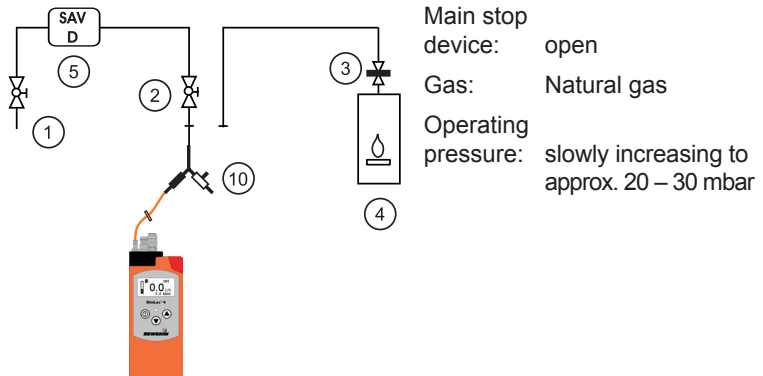 SAV
D
5
1
2
3
4
10
0.0
SEWERIN
Main stop
device: open
Gas: Natural gas
Operating
pressure: slowly increasing to
approx. 20 – 30 mbar